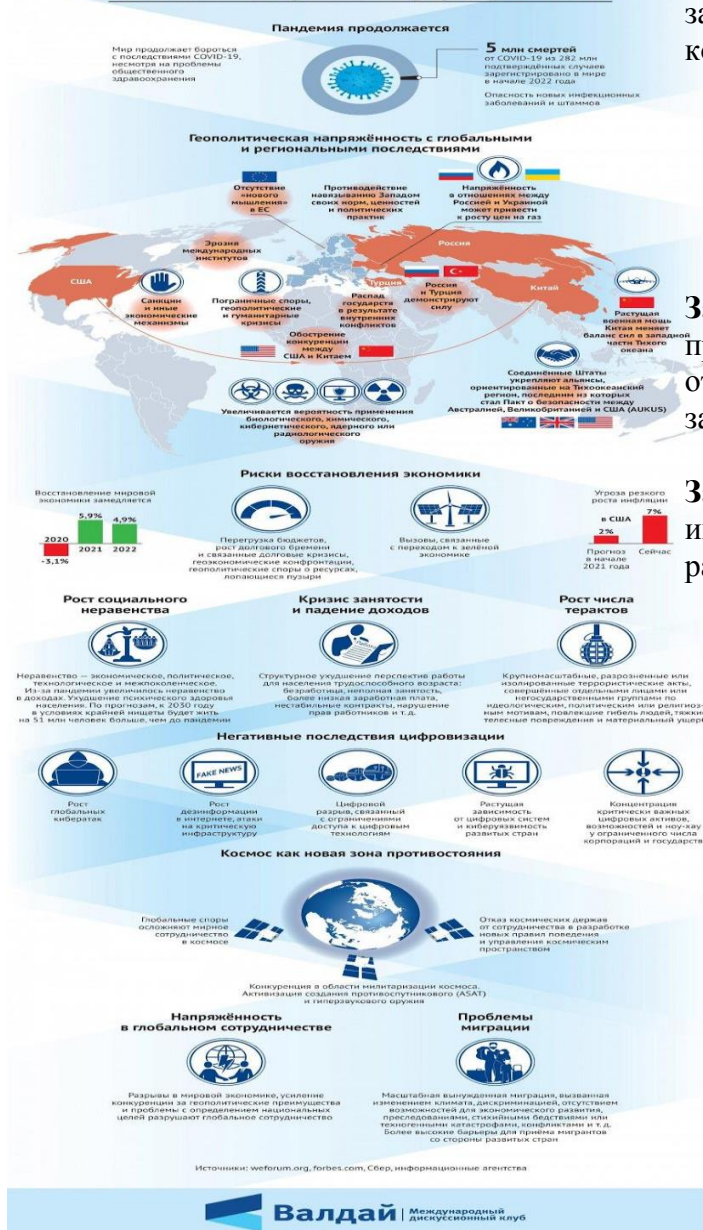 Пандемия продолжается
Мир продолжает бороться
с последствиями COVID-19,
несмотря на проблемы
общественного
здравоохранения
5 млн смертей
от COVID-19 из 282 млн
подтверждённых случаев
зарегистрировано в мире
в начале 2022 года
Опасность новых инфекционных
заболеваний и штаммов
Геополитическая напряжённость с глобальными
и региональными последствиями
Отсутствие
«нового
мышления»
в ЕС
Противодействие
навязыванию Западом
своих норм, ценностей
и политических
практик
Напряжённость
в отношениях между
Россией и Украиной
может привести
к росту цен на газ
Эрозия
международных
институтов
Россия
США
Турция
Китай
Санкции
и иные
экономические
механизмы
Пограничные споры,
геополитические
и гуманитарные
кризисы
Распад
государств
в результате
внутренних
конфликтов
Россия
и Турция
демонстрируют
силу
Растущая
военная мощь
Китая меняет
баланс сил в западной
части Тихого
океана
Обострение
конкуренции
между
США и Китаем
Соединённые Штаты
укрепляют альянсы,
ориентированные на Тихоокеанский
регион, последним из которых
стал Пакт о безопасности между
Австралией, Великобританией и США (AUKUS)
Увеличивается вероятность применения
биологического, химического,
кибернетического, ядерного или
радиологического
оружия
Риски восстановления экономики
Восстановление мировой
экономики замедляется
2020
-3,1%
5,9%
2021
4,9%
2022
Перегрузка бюджетов,
рост долгового бремени
и связанные долговые кризисы,
геоэкономические конфронтации,
геополитические споры о ресурсах,
лопающиеся пузыри
Вызовы, связанные
с переходом к зелёной
экономике
Угроза резкого
роста инфляции
в США
2%
7%
Прогноз
в начале
2021 года
Сейчас
Рост социального
неравенства
Неравенство — экономическое, политическое,
технологическое и межпоколенческое.
Из-за пандемии увеличилось неравенство
в доходах. Ухудшение психического здоровья
населения. По прогнозам, к 2030 году
в условиях крайней нищеты будет жить
на 51 млн человек больше, чем до пандемии
Кризис занятости
и падение доходов
Структурное ухудшение перспектив работы
для населения трудоспособного возраста:
безработица, неполная занятость,
более низкая заработная плата,
нестабильные контракты, нарушение
прав работников и т. д.
Рост числа
терактов
Крупномасштабные, разрозненные или
изолированные террористические акты,
совершённые отдельными лицами или
негосударственными группами по
идеологическим, политическим или религиоз-
ным мотивам, повлекшие гибель людей, тяжки
телесные повреждения и материальный ущерб
Негативные последствия цифровизации
FAKE NEWS
Рост
глобальных
кибератак
Рост
дезинформации
в интернете, атаки
на критическую
инфраструктуру
Цифровой
разрыв, связанный
с ограничениями
доступа к цифровым
технологиям
Растущая
зависимость
от цифровых систем
и киберуязвимость
развитых стран
Концентрация
критически важных
цифровых активов,
возможностей и ноу-хау
у ограниченного числа
корпораций и государств
Космос как новая зона противостояния
Глобальные споры
осложняют мирное
сотрудничество
в космосе
Отказ космических держав
от сотрудничества в разработке
новых правил поведения
и управления космическим
пространством
Конкуренция в области милитаризации космоса.
Активизация создания противоспутникового (ASAT)
и гиперзвукового оружия
Напряжённость
в глобальном сотрудничестве
Разрывы в мировой экономике, усиление
конкуренции за геополитические преимущества
и проблемы с определением национальных
целей разрушают глобальное сотрудничество
Проблемы
миграции
Масштабная вынужденная миграция, вызванная
изменением климата, дискриминацией, отсутствием
возможностей для экономического развития,
преследованиями, стихийными бедствиями или
техногенными катастрофами, конфликтами и т. д.
Более высокие барьеры для приёма мигрантов
со стороны развитых стран
Источники: weforum.org, forbes.com, Сбер, информационные агентства
Валдай
Международный
дискуссионный клуб